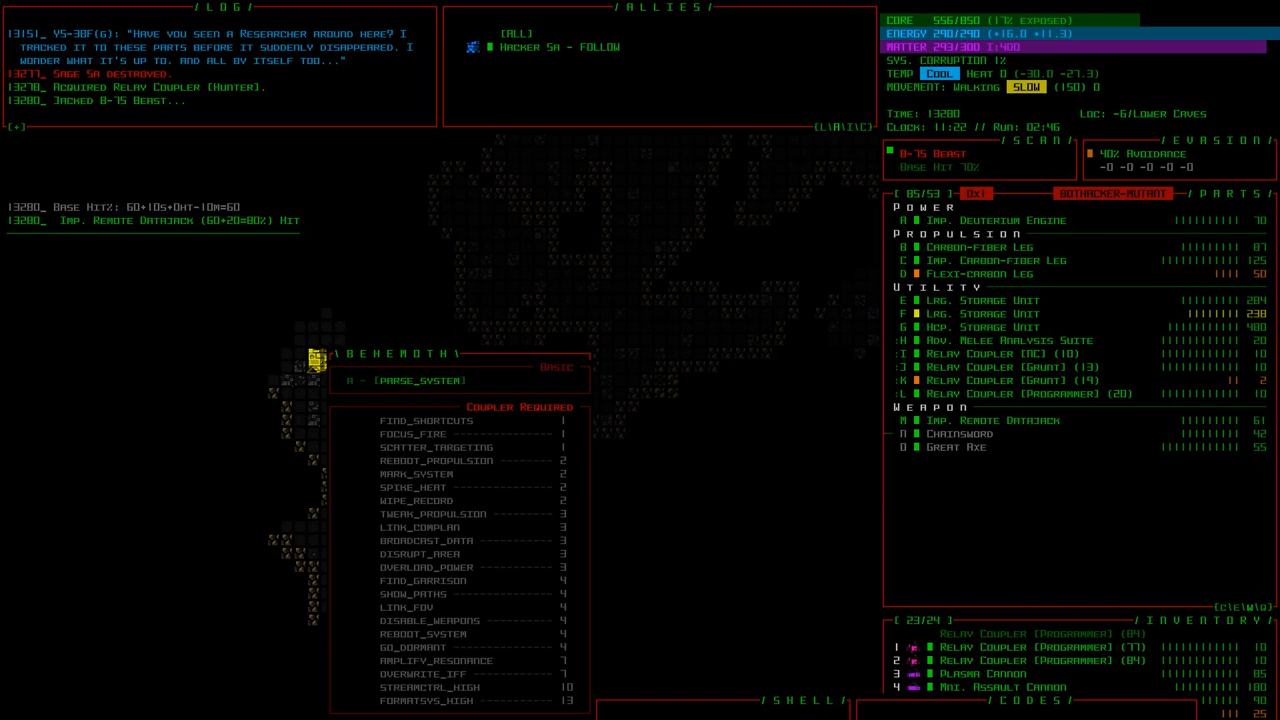 / L O G /
13151_ YS-38F(G): "Have you seen a Researcher around here? I
tracked it to these parts before it suddenly disappeared. I
wonder what it's up to. And all by itself too..."
13277_ Sage 5A destroyed.
13278_ Acquired Relay Coupler [Hunter].
13280_ Jacked B-75 Beast...
[+]
13280_ Base Hit%: 60+10s+0ht-10m=60
13280_ Imp. Remote Datajack (60+20=80%) Hit
/ A L L I E S /
[ALL]
Hacker 5A - FOLLOW
[L\A\I\C]
\ B E H E M O T H \
Basic
A - [PARSE_SYSTEM]
Coupler Required
FIND_SHORTCUTS 1
FOCUS_FIRE 1
SCATTER_TARGETING 1
REBOOT_PROPULSION 2
MARK_SYSTEM 2
SPIKE_HEAT 2
WIPE_RECORD 2
TWEAK_PROPULSION 3
LINK_COMPLAN 3
BROADCAST_DATA 3
DISRUPT_AREA 3
OVERLOAD_POWER 3
FIND_GARRISON 4
SHOW_PATHS 4
LINK_FOV 4
DISABLE_WEAPONS 4
REBOOT_SYSTEM 4
GO_DORMANT 4
AMPLIFY_RESONANCE 7
OVERWRITE_IFF 7
STREAMCTRL_HIGH 10
FORMATSYS_HIGH 13
CORE 556/850 (17% exposed)
ENERGY 290/290 (+16.0 +11.3)
MATTER 293/300 I:400
SYS. CORRUPTION 1%
TEMP Cool Heat 0 (-30.0 -27.3)
MOVEMENT: Walking SLOW (150) 0
Time: 13280 Loc: -6/Lower Caves
Clock: 11:22 // Run: 02:46
/ S C A N /
B-75 Beast
Base Hit 70%
/ E V A S I O N /
40% Avoidance
-0 -0 -0 -0 -0
[ 85/53 ] 0x1 BOTHACKER-MUTANT / P A R T S /
P o w e r
A Imp. Deuterium Engine 70
P r o p u l s i o n
B Carbon-fiber Leg 87
C Imp. Carbon-fiber Leg 125
D Flexi-carbon Leg 50
U t i l i t y
E Lrg. Storage Unit 284
F Lrg. Storage Unit 238
G Hcp. Storage Unit 480
:H Adv. Melee Analysis Suite 20
:I Relay Coupler [NC] (10) 10
:J Relay Coupler [Grunt] (13) 10
:K Relay Coupler [Grunt] (19) 2
:L Relay Coupler [Programmer] (20) 10
W e a p o n
M Imp. Remote Datajack 61
N Chainsword 42
O Great Axe 55
[C\E\W\Q]
[ 23/24 ] / I N V E N T O R Y /
Relay Coupler [Programmer] (84)
1 Relay Coupler [Programmer] (77) 10
2 Relay Coupler [Programmer] (84) 10
3 Plasma Cannon 85
4 Mni. Assault Cannon 180
90
25
/ S H E L L /
/ C O D E S /